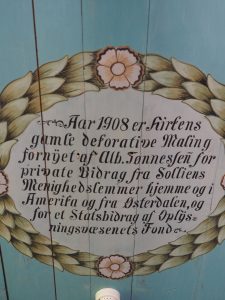 Aar 1908 er Kirkens
gamle dekorative Maling
fornyet af Alb. Tannessen for
private Bidrag fra Solliens
Menighedslemmer hjemme og i
Amerika og fra Østerdalen, og
for et Statsbidrag af Oplys-
ningsvæsenets Fond.